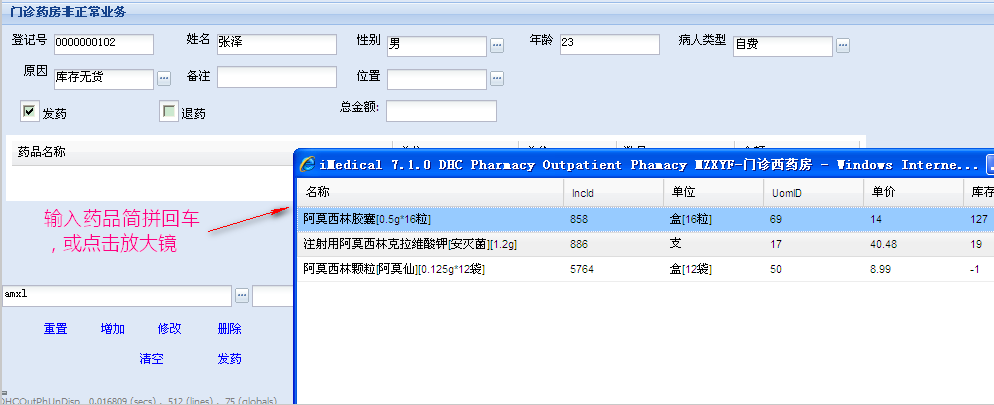 门诊药房非正常业务
登记号 0000000102 姓名 张泽 性别 男 年龄 23 病人类型 自费
原因 库存无货 备注 位置
发药 退药 总金额:
药品名称
iMedical 7.1.0 DHC Pharmacy Outpatient Phamacy MZXYF-门诊西药房 - Windows Interne...
名称 IncId 单位 UomID 单价 库存
阿莫西林胶囊[0.5g*16粒] 858 盒[16粒] 69 14 127
注射用阿莫西林克拉维酸钾[安灭菌][1.2g] 886 支 17 40.48 19
阿莫西林颗粒[阿莫仙][0.125g*12袋] 5764 盒[12袋] 50 8.99 -1
输入药品简拼回车
，或点击放大镜
amxl
重置 增加 修改 删除
清空 发药
DHCOutPhUnDisp 0.016809 (secs) , 512 (lines) , 75 (globals)